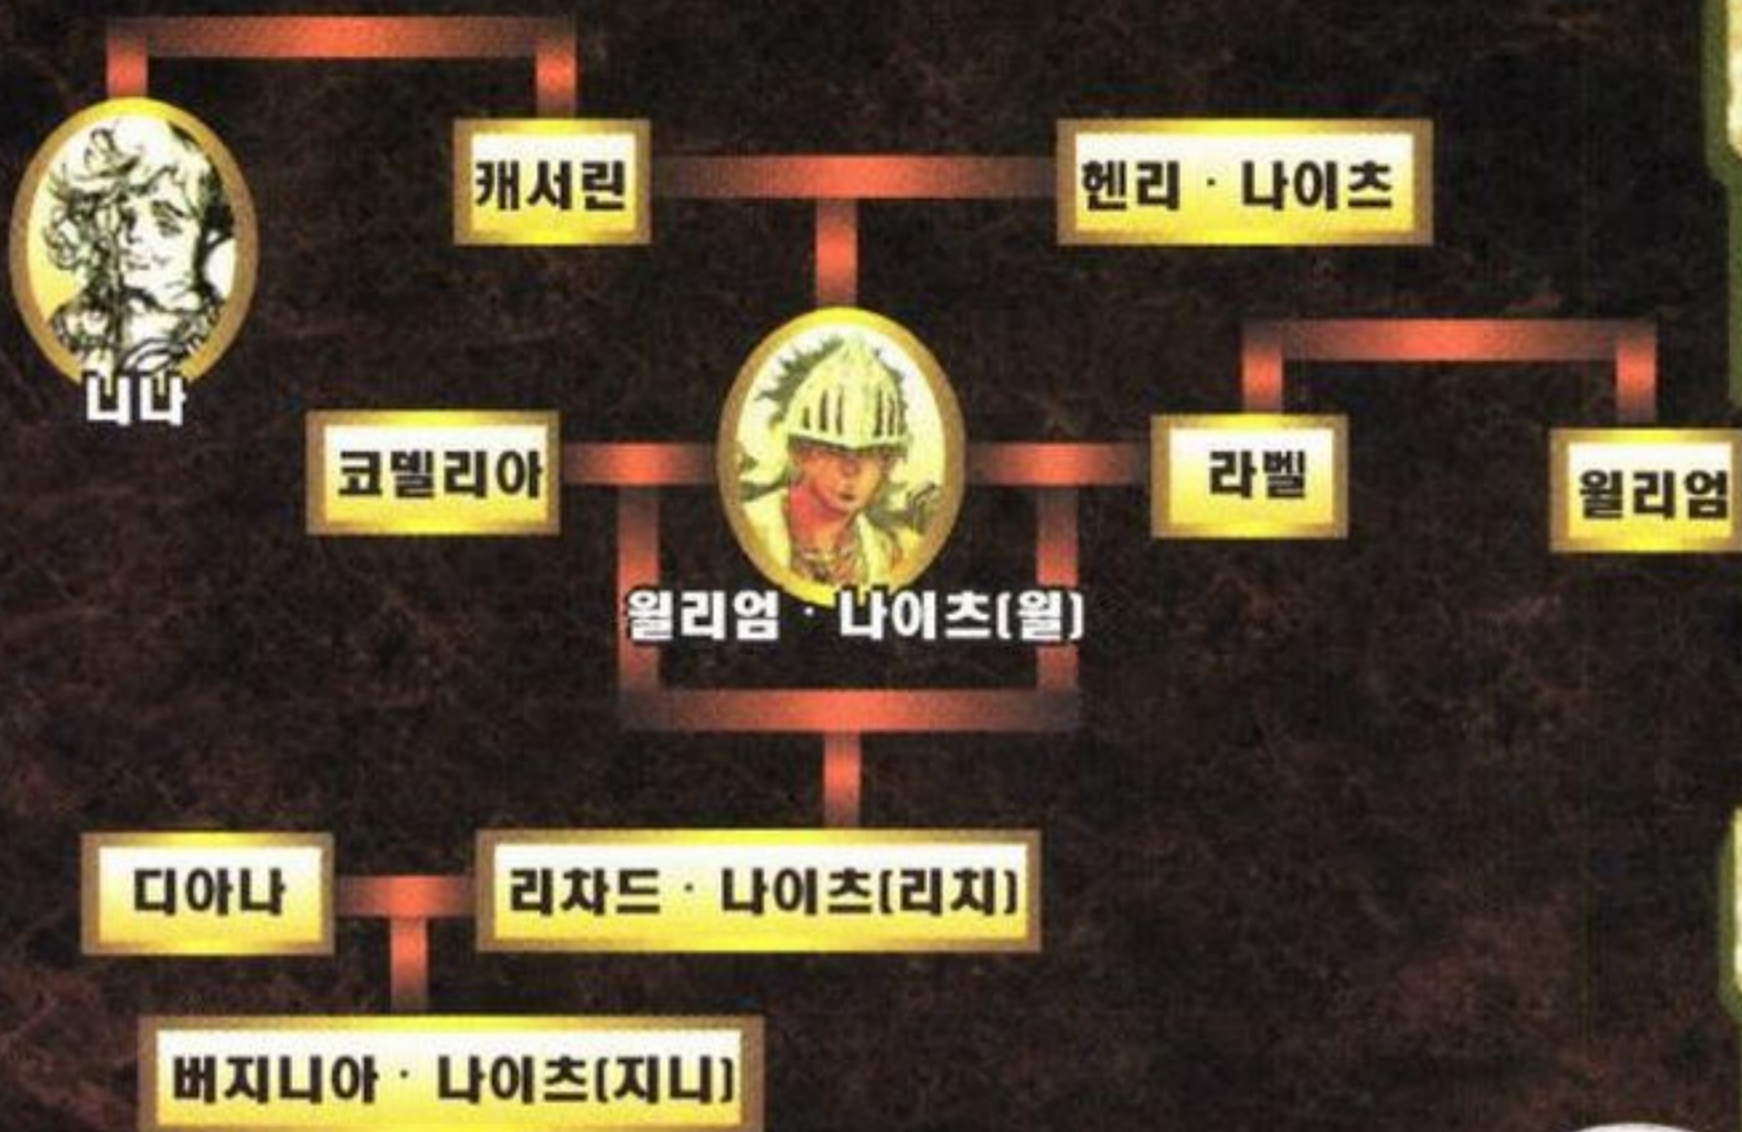 캐서린
헨리 · 나이츠
니나
코델리아
라벨
윌리엄
윌리엄 · 나이츠(윌)
디아나
리차드 · 나이츠(리치)
버지니아 · 나이츠(지니)